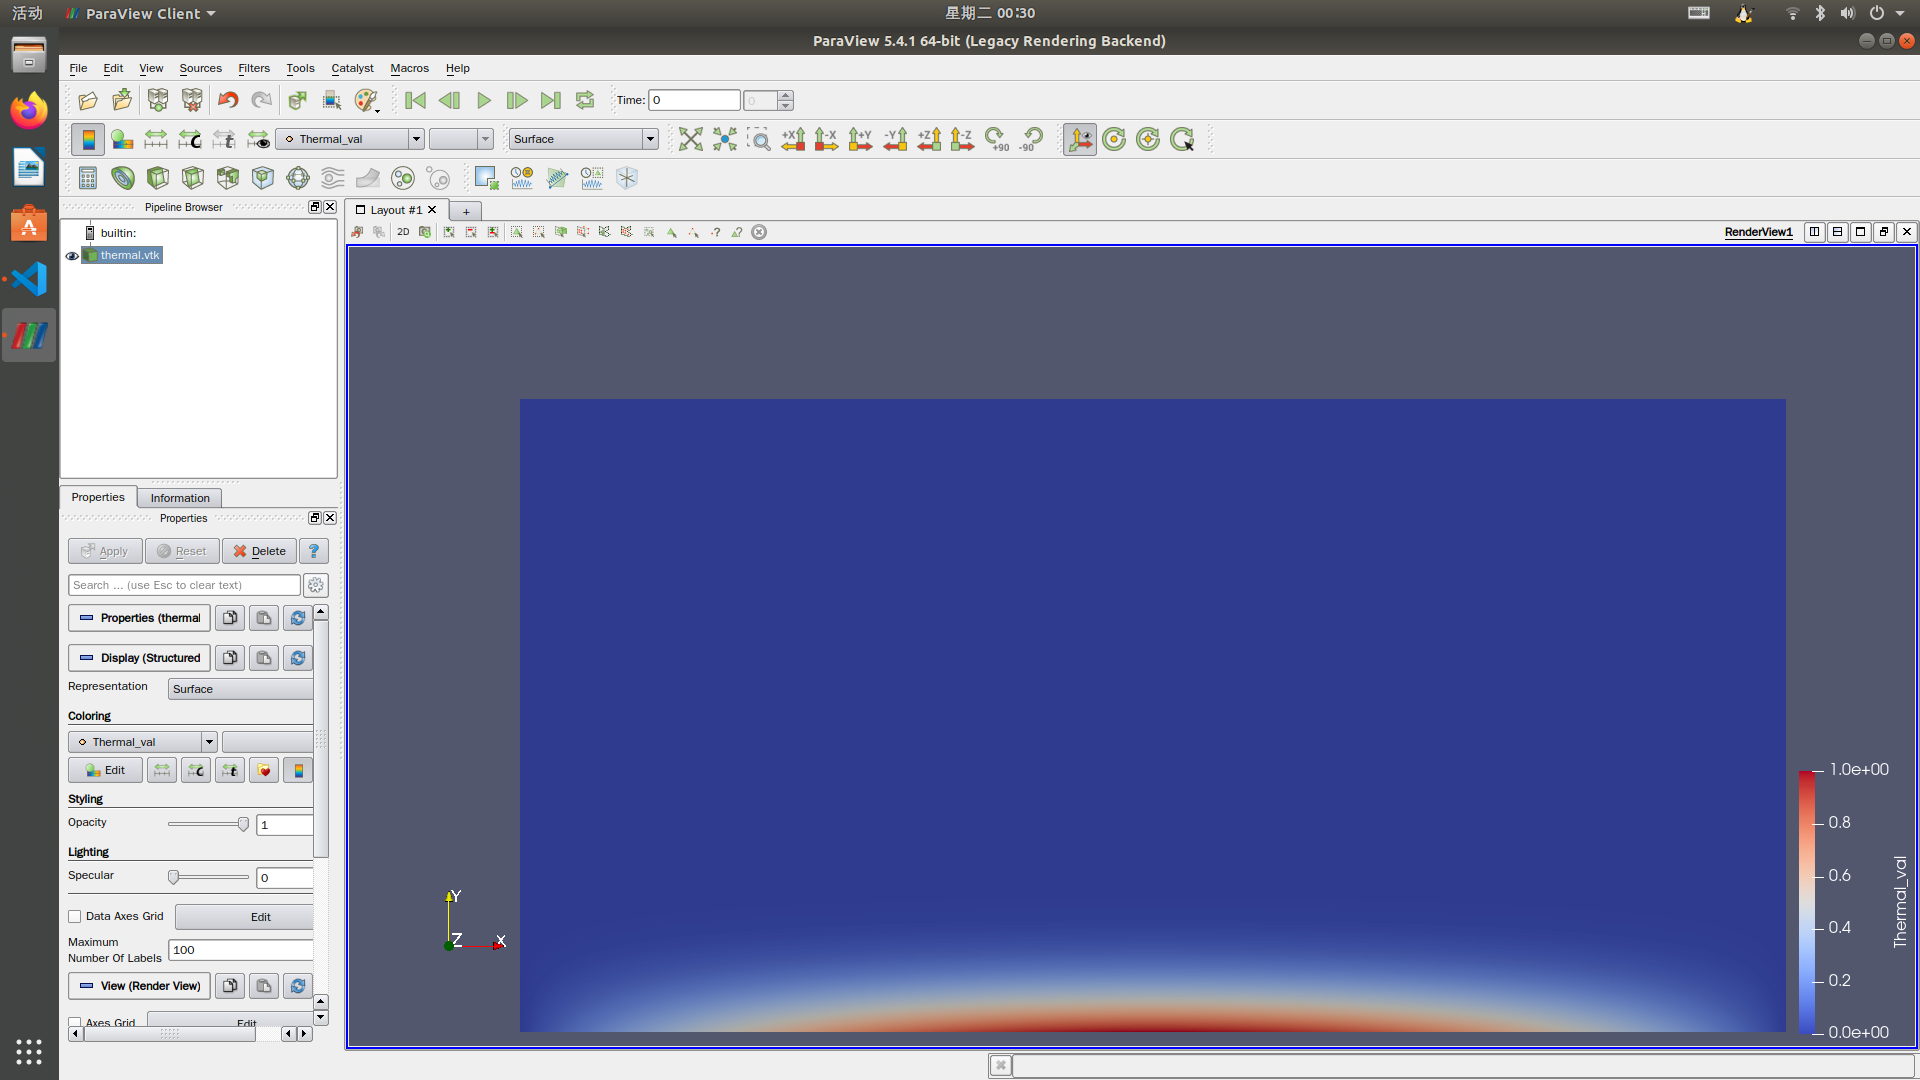 活动
ParaView Client
星期二 00:30
ParaView 5.4.1 64-bit (Legacy Rendering Backend)
File Edit View Sources Filters Tools Catalyst Macros Help
Time: 0 0
Thermal_val Surface +X -X +Y -Y +Z -Z +90 -90
Pipeline Browser
Layout #1 +
builtin:
2D RenderView1
thermal.vtk
Properties Information
Properties
Apply Reset Delete ?
Search ... (use Esc to clear text)
Properties (thermal
Display (Structured
Representation Surface
Coloring
Thermal_val
Edit
Styling
Opacity 1
Lighting
Specular 0
Data Axes Grid Edit
Maximum
Number Of Labels 100
View (Render View)
Axes Grid Edit
Y
Z X
1.0e+00
0.8
0.6
0.4
0.2
0.0e+00
Thermal_val